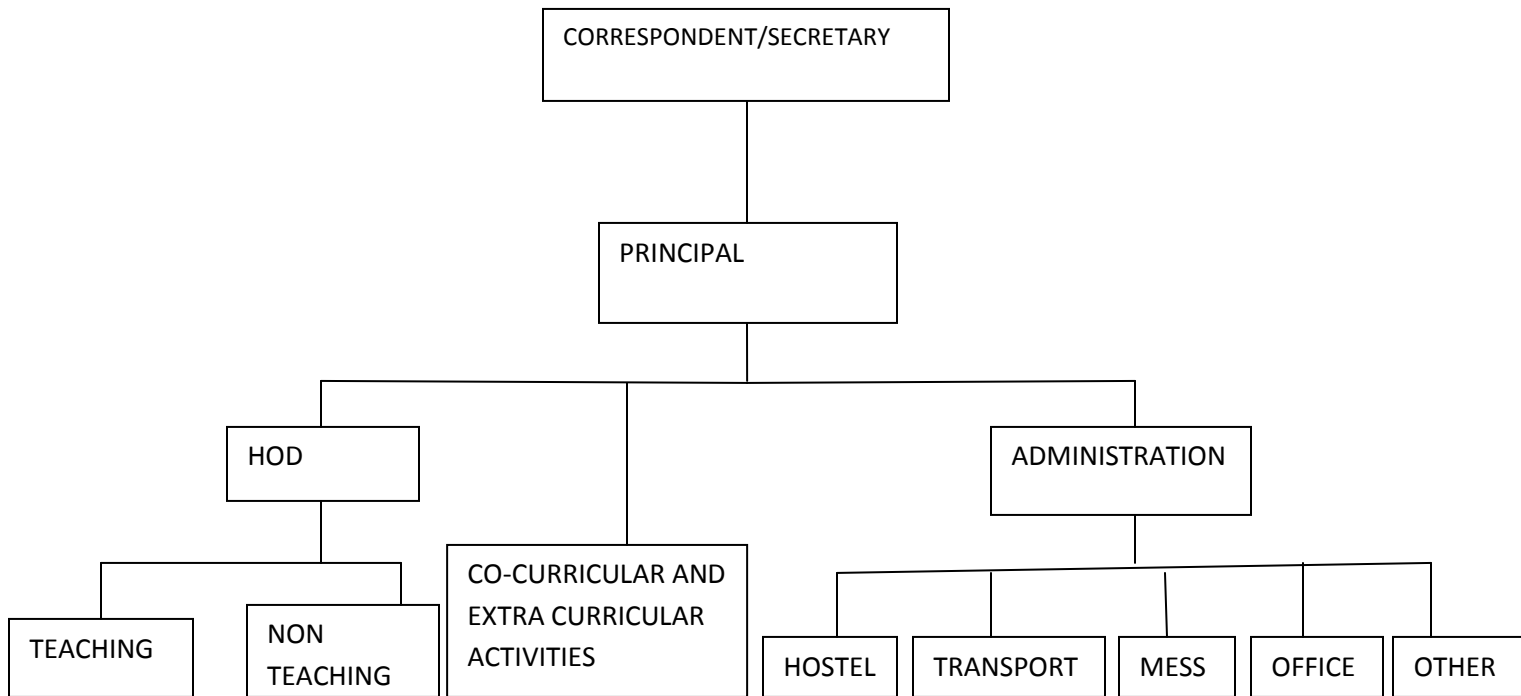 CORRESPONDENT/SECRETARY
PRINCIPAL
HOD
ADMINISTRATION
CO-CURRICULAR AND
EXTRA CURRICULAR
ACTIVITIES
TEACHING
NON
TEACHING
HOSTEL
TRANSPORT
MESS
OFFICE
OTHER